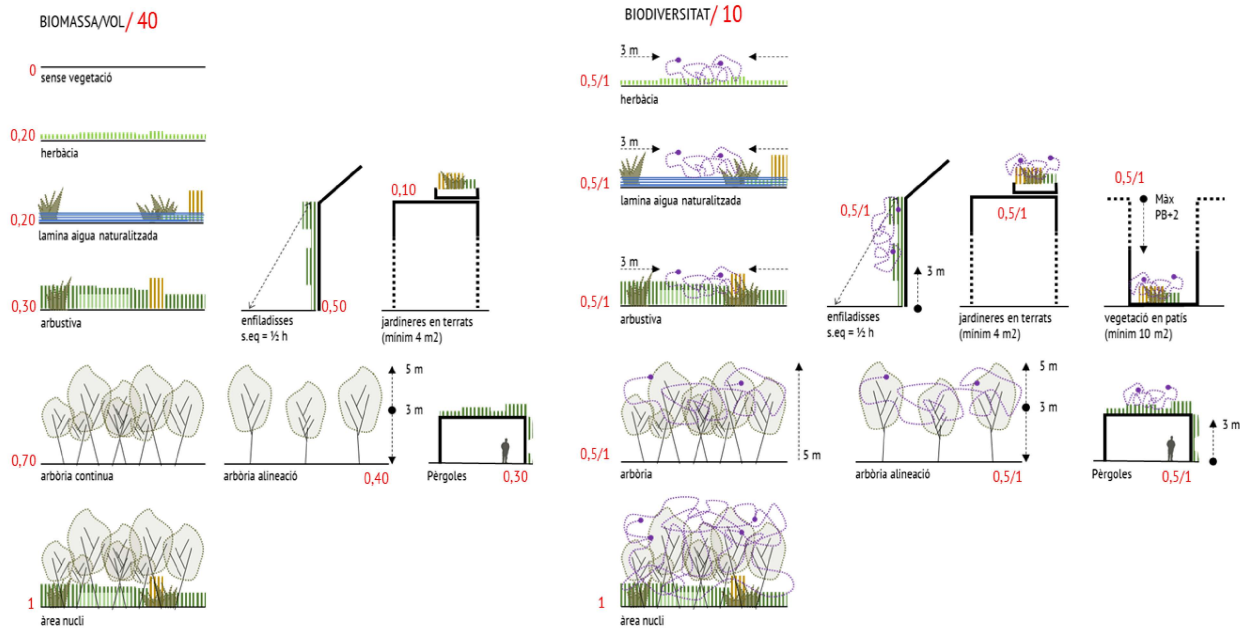 BIOMASSA/VOL/ 40
0
sense vegetació
0,20
herbàcia
0,20
lamina aigua naturalitzada
0,30
arbustiva
0,50
enfiladisses
s.eq = ½ h
0,10
jardineres en terrats
(mínim 4 m2)
0,70
arbòria continua
5 m
3 m
arbòria alineació
0,40
Pèrgoles
0,30
1
àrea nucli
BIODIVERSITAT/ 10
3 m
0,5/1
herbàcia
3 m
0,5/1
lamina aigua naturalitzada
3 m
0,5/1
arbustiva
0,5/1
3 m
enfiladisses
s.eq = ½ h
0,5/1
jardineres en terrats
(mínim 4 m2)
0,5/1
Màx
PB+2
vegetació en patis
(mínim 10 m2)
0,5/1
5 m
arbòria
5 m
3 m
arbòria alineació
0,5/1
3 m
Pèrgoles
0,5/1
1
àrea nucli